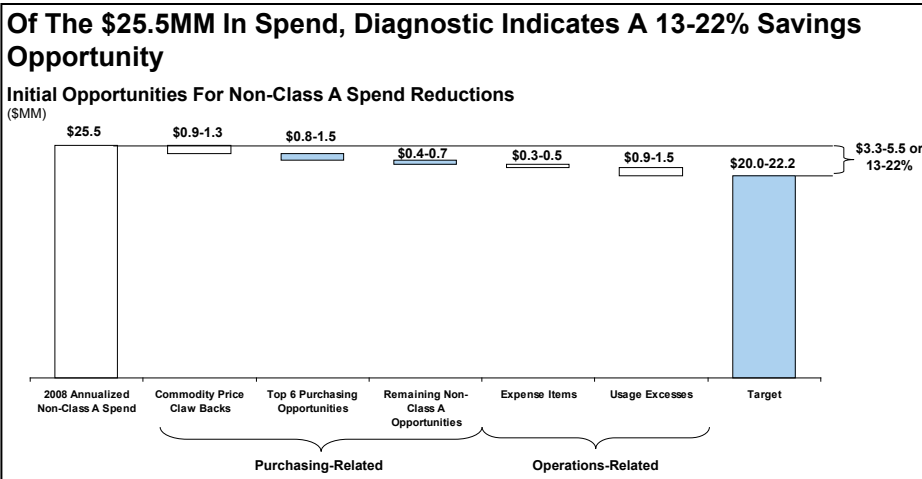 Of The $25.5MM In Spend, Diagnostic Indicates A 13-22% Savings
Opportunity
Initial Opportunities For Non-Class A Spend Reductions
($MM)
$25.5
$0.9-1.3
$0.8-1.5
$0.4-0.7
$0.3-0.5
$0.9-1.5
$20.0-22.2
$3.3-5.5 or
13-22%
2008 Annualized
Non-Class A Spend
Commodity Price
Claw Backs
Top 6 Purchasing
Opportunities
Remaining Non-
Class A
Opportunities
Expense Items
Usage Excesses
Target
Purchasing-Related
Operations-Related